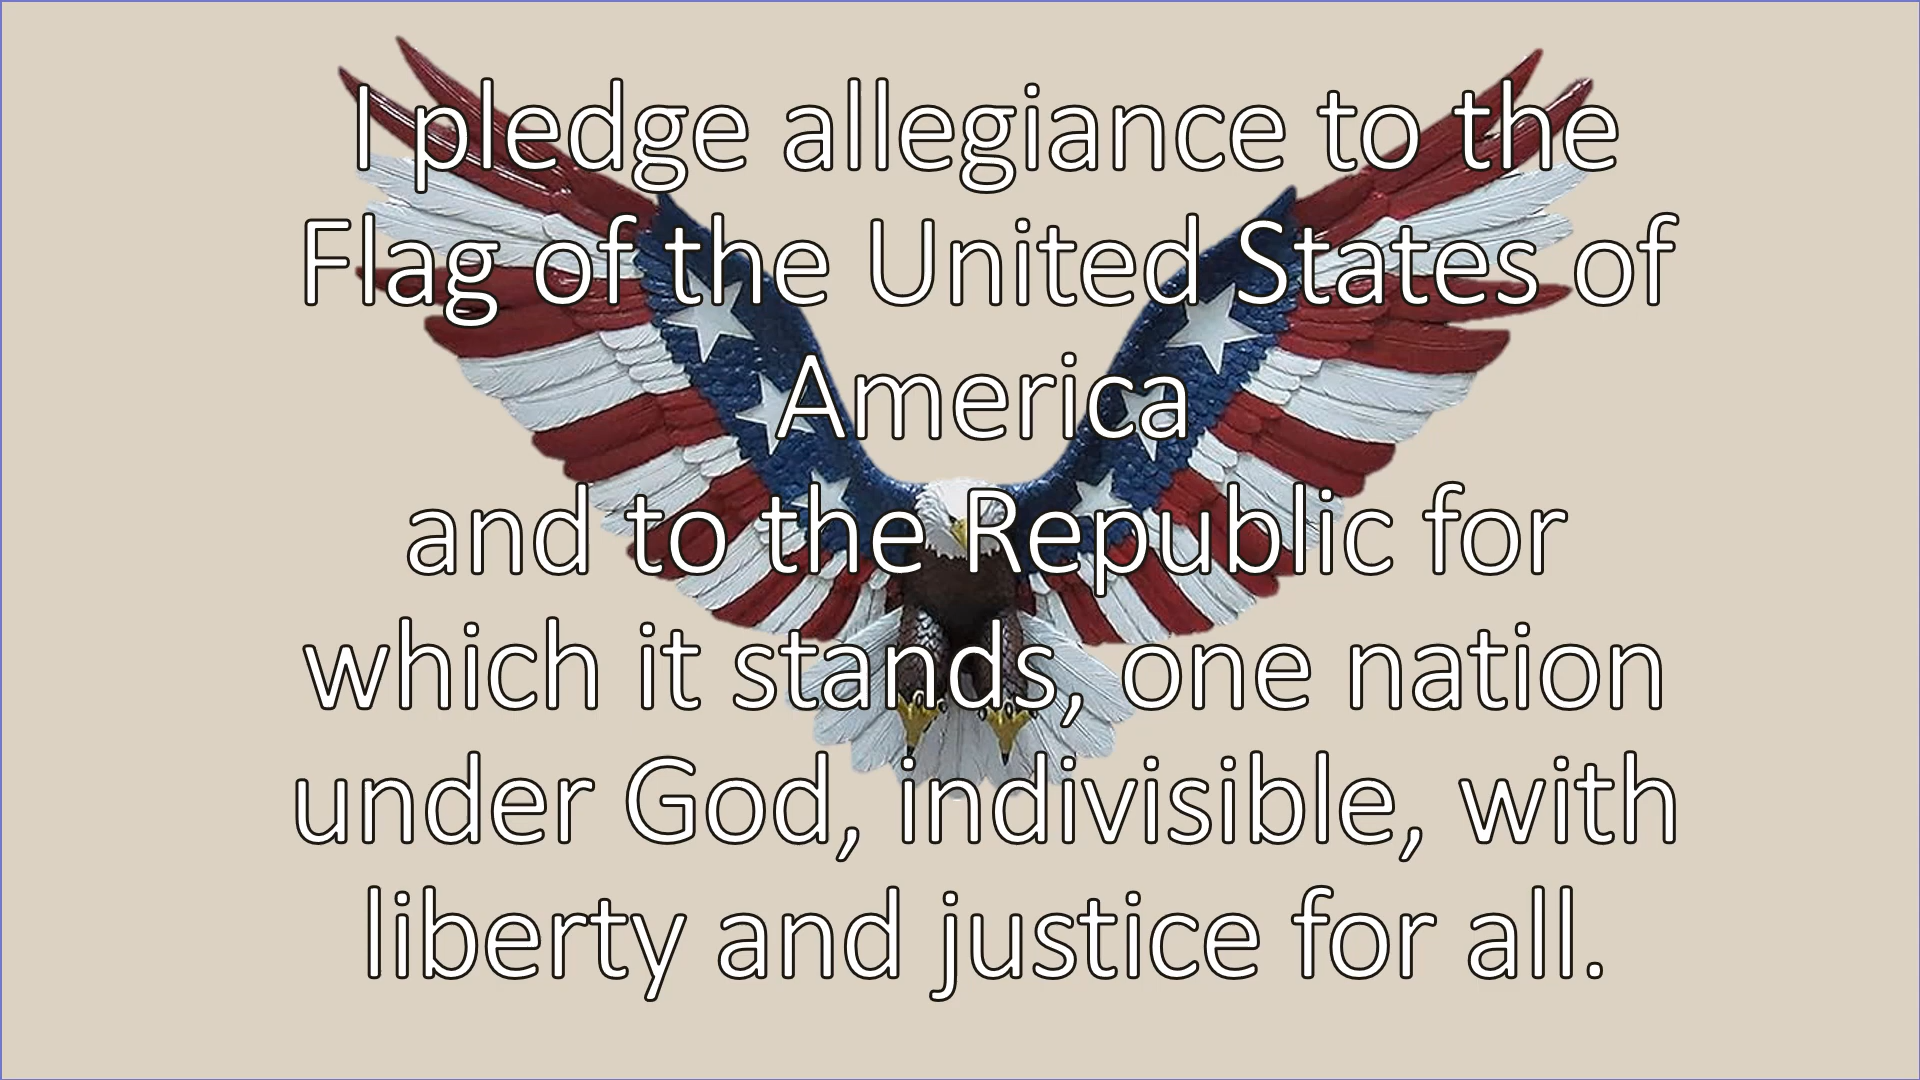 I pledge allegiance to the
Flag of the United States of
America
and to the Republic for
which it stands, one nation
under God, indivisible, with
liberty and justice for all.